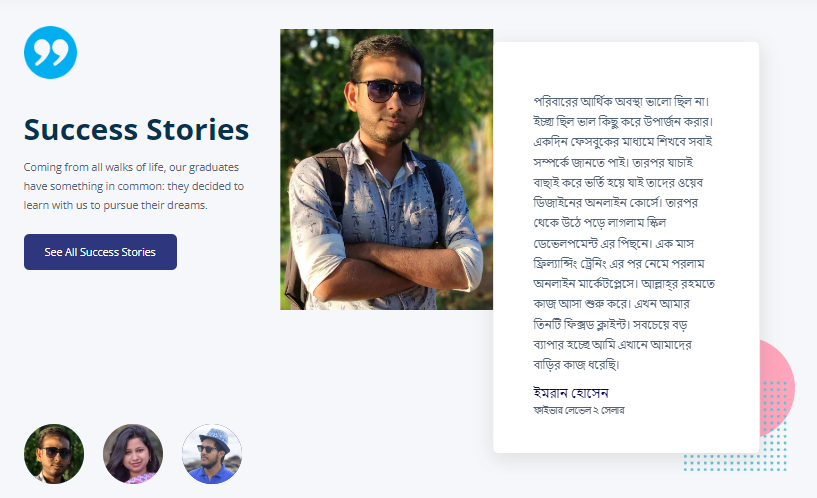 Success Stories
Coming from all walks of life, our graduates
have something in common: they decided to
learn with us to pursue their dreams.
See All Success Stories
পরিবারের আর্থিক অবস্থা ভালো ছিল না।
ইচ্ছা ছিল ভাল কিছু করে উপার্জন করার।
একদিন ফেসবুকের মাধ্যমে শিখবে সবাই
সম্পর্কে জানতে পাই। তারপর যাচাই
বাছাই করে ভর্তি হয়ে যাই তাদের ওয়েব
ডিজাইনের অনলাইন কোর্সে। তারপর
থেকে উঠে পড়ে লাগলাম স্কিল
ডেভেলপমেন্ট এর পিছনে। এক মাস
ফ্রিল্যান্সিং ট্রেনিং এর পর নেমে পরলাম
অনলাইন মার্কেটপ্লেসে। আল্লাহ্‌র রহমতে
কাজ আসা শুরু করে। এখন আমার
তিনটি ফিক্সড ক্লাইন্ট। সবচেয়ে বড়
ব্যাপার হচ্ছে আমি এখানে আমাদের
বাড়ির কাজ ধরেছি।
ইমরান হোসেন
ফাইভার লেভেল ২ সেলার